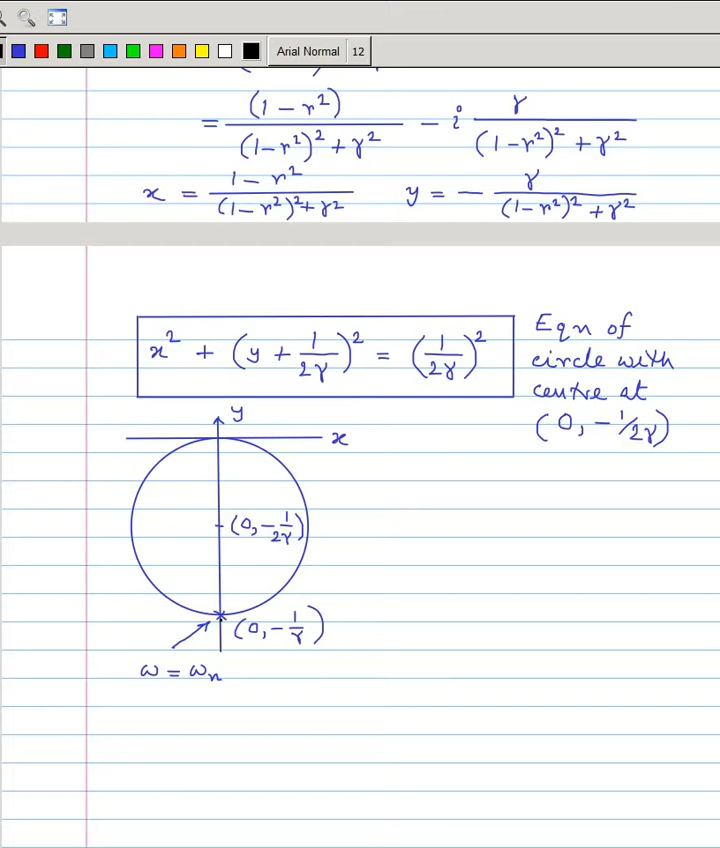 Arial Normal 12
= (1 - r²) / ((1-r²)² + γ²) - i γ / ((1-r²)² + γ²)
x = (1 - r²) / ((1-r²)² + γ²) y = - γ / ((1-r²)² + γ²)
x² + (y + 1/2γ)² = (1/2γ)²
Eqn of
circle with
centre at
(0, -1/2γ)
y
x
(0, -1/2γ)
(0, -1/γ)
ω = ωn